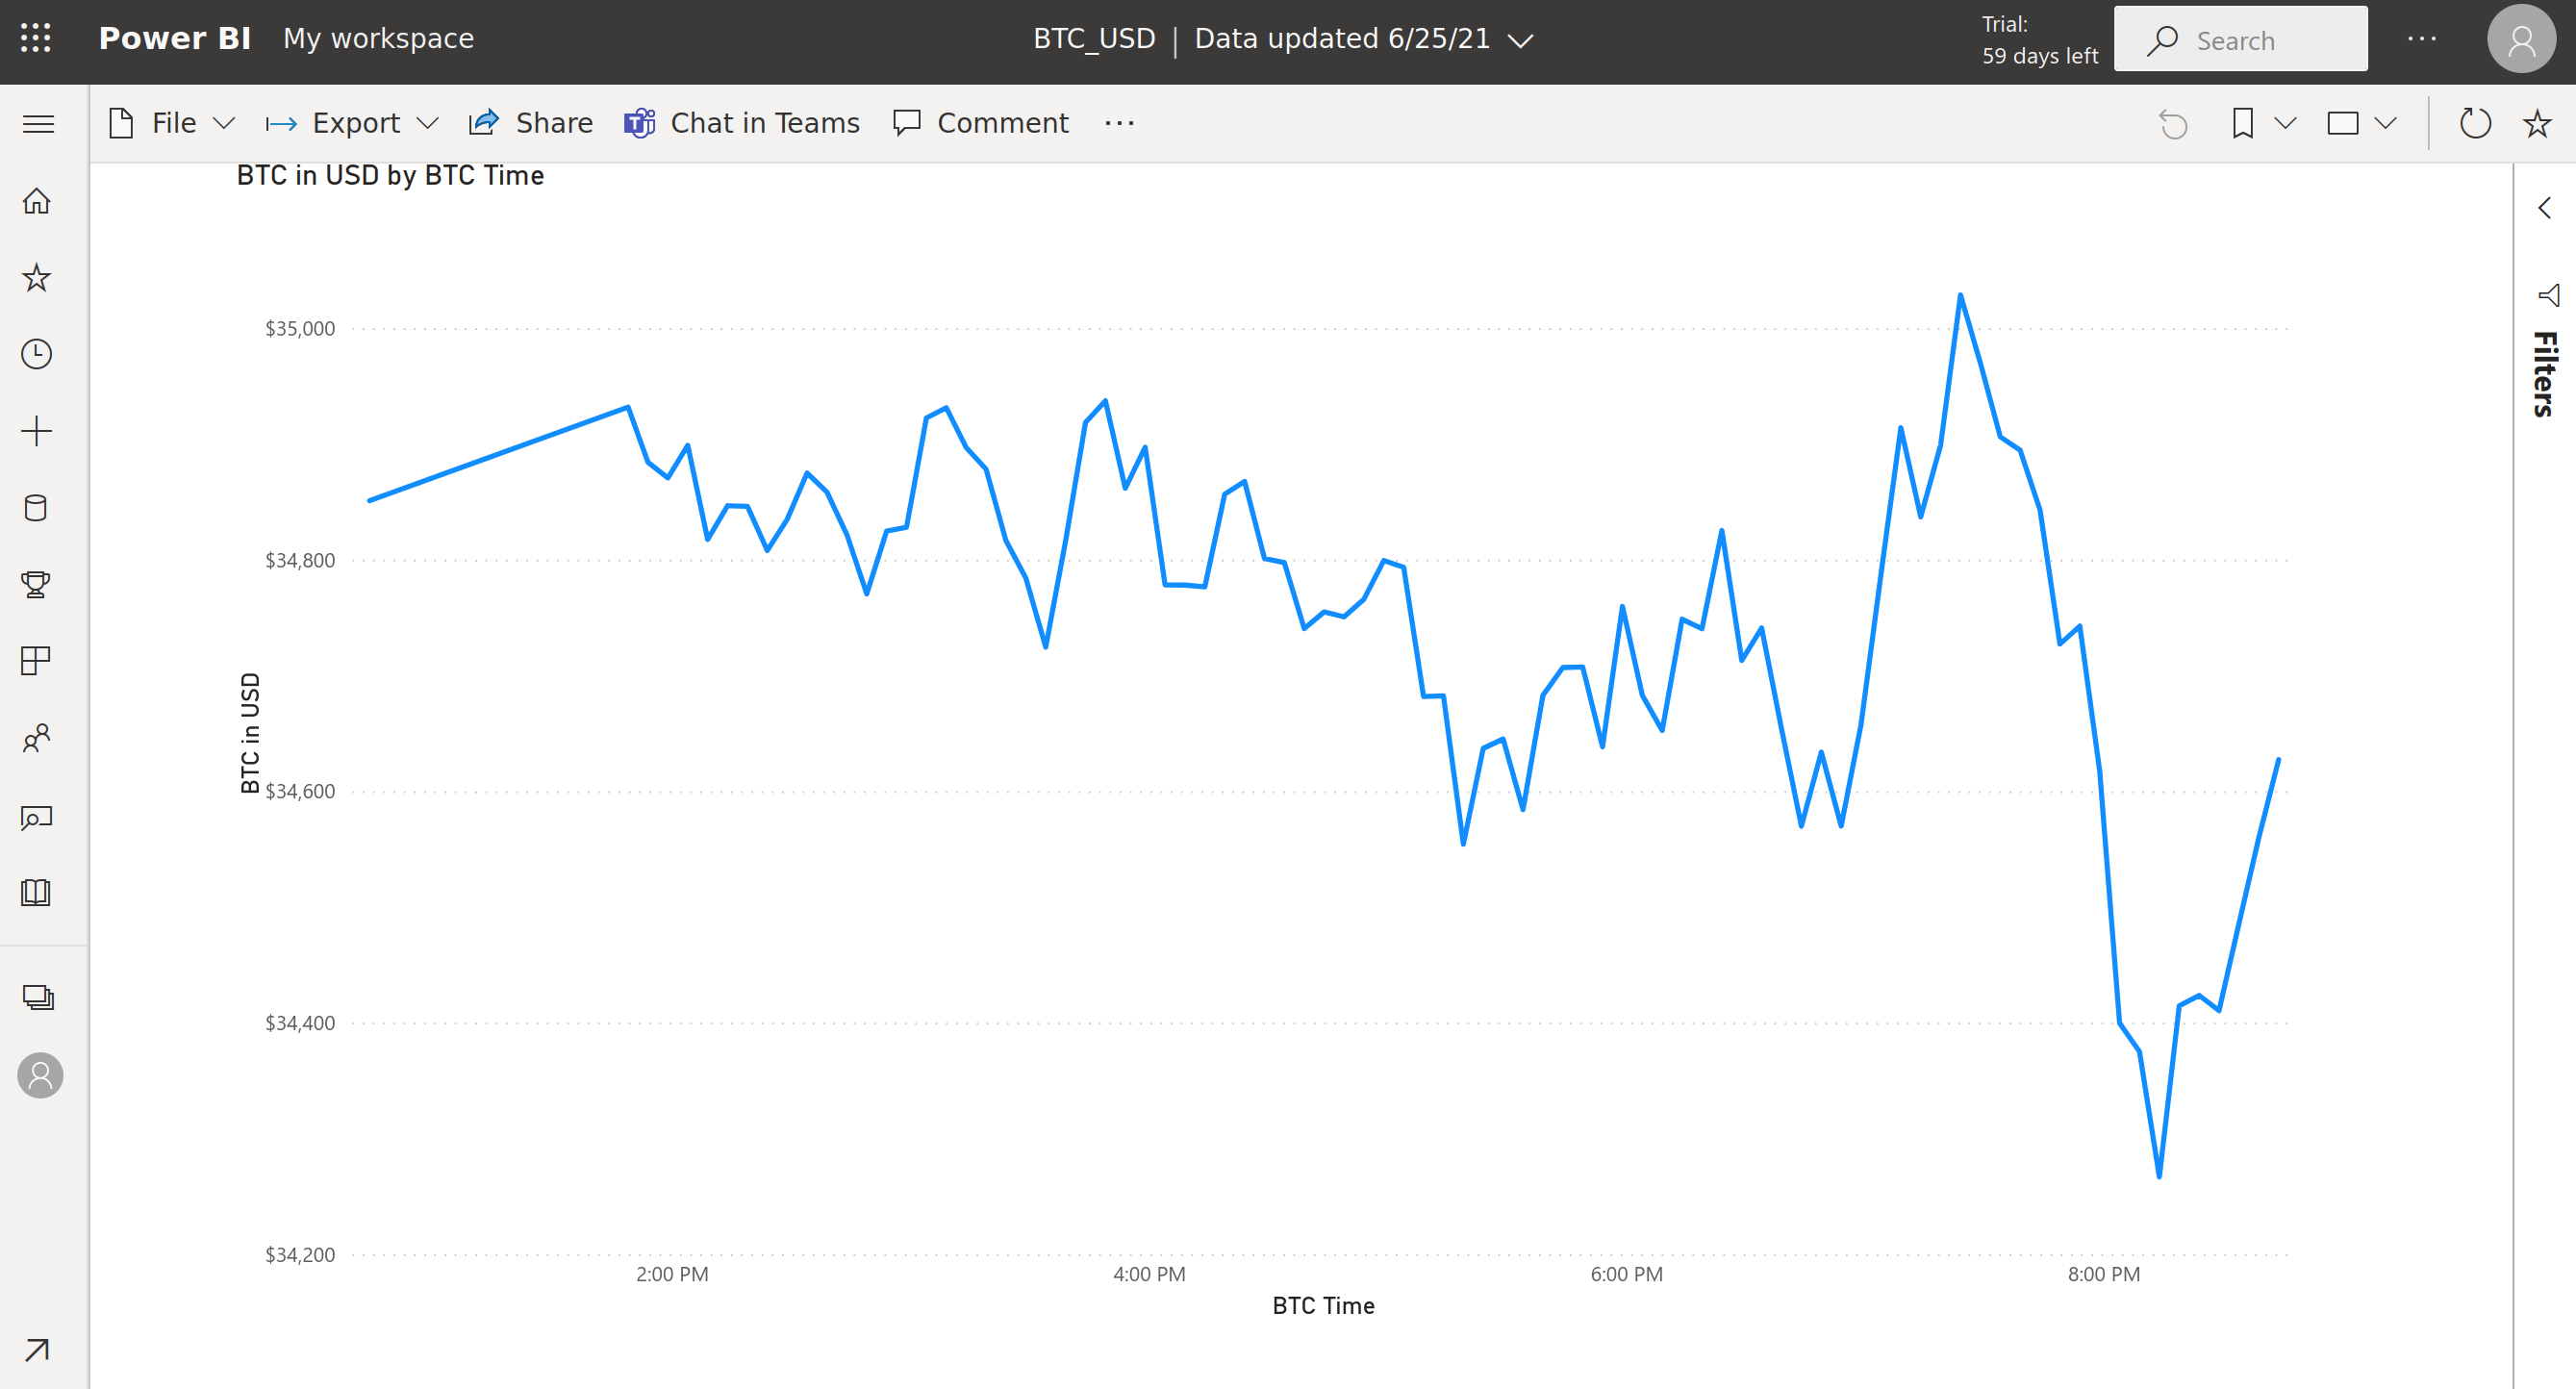 Power BI My workspace BTC_USD | Data updated 6/25/21 Trial:
59 days left Search
File Export Share Chat in Teams Comment
BTC in USD by BTC Time
Filters
$35,000
$34,800
BTC in USD
$34,600
$34,400
$34,200
2:00 PM 4:00 PM 6:00 PM 8:00 PM
BTC Time